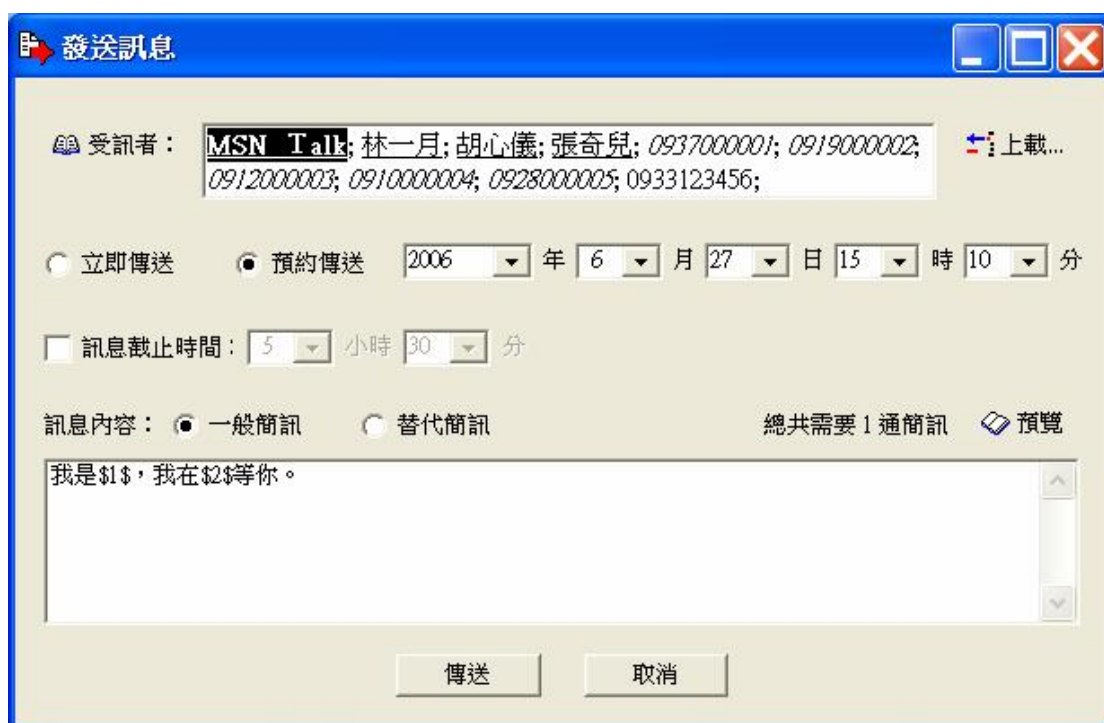 發送訊息
受訊者： MSN Talk; 林一月; 胡心儀; 張奇兒; 0937000001; 0919000002; 上載...
0912000003; 0910000004; 0928000005; 0933123456;
立即傳送 預約傳送 2006 年 6 月 27 日 15 時 10 分
訊息截止時間： 5 小時 30 分
訊息內容： 一般簡訊 替代簡訊 總共需要 1 通簡訊 預覽
我是$1$，我在$2$等你。
傳送 取消